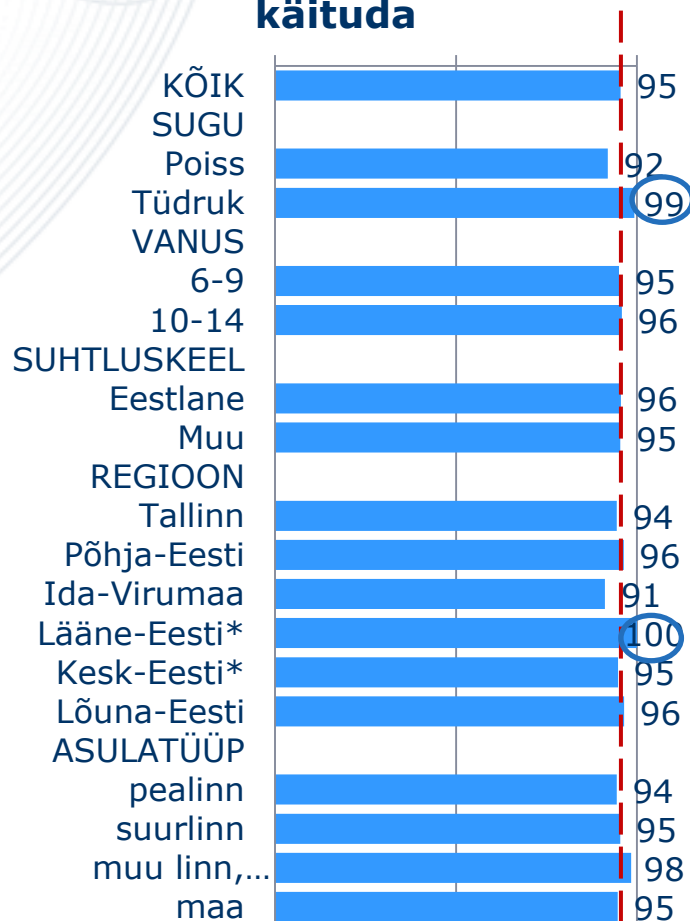 käituda
KÕIK 95
SUGU
Poiss 92
Tüdruk 99
VANUS
6-9 95
10-14 96
SUHTLUSKEEL
Eestlane 96
Muu 95
REGIOON
Tallinn 94
Põhja-Eesti 96
Ida-Virumaa 91
Lääne-Eesti* 100
Kesk-Eesti* 95
Lõuna-Eesti 96
ASULATÜÜP
pealinn 94
suurlinn 95
muu linn,... 98
maa 95